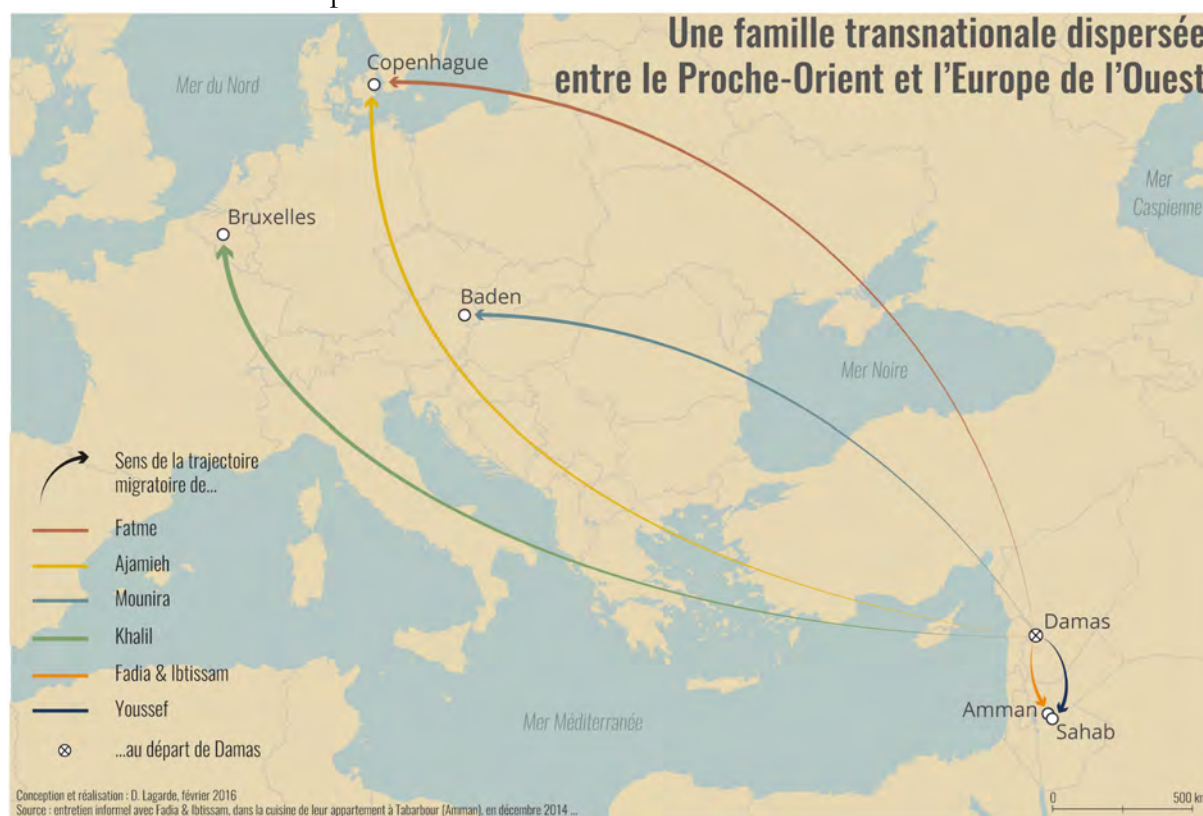 Une famille transnationale dispersée
entre le Proche-Orient et l'Europe de l'Ouest
Copenhague
Mer du Nord
Mer
Caspienne
Bruxelles
Baden
Mer Noire
Sens de la trajectoire
migratoire de...
Fatme
Ajamieh
Mounira
Khalil
Fadia & Ibtissam
Youssef
...au départ de Damas
Damas
Amman
Sahab
Mer Méditerranée
Conception et réalisation : D. Lagarde, février 2016
Source : entretien informel avec Fadia & Ibtissam, dans la cuisine de leur appartement à Tabarbour (Amman), en décembre 2014 ...
0 500 km